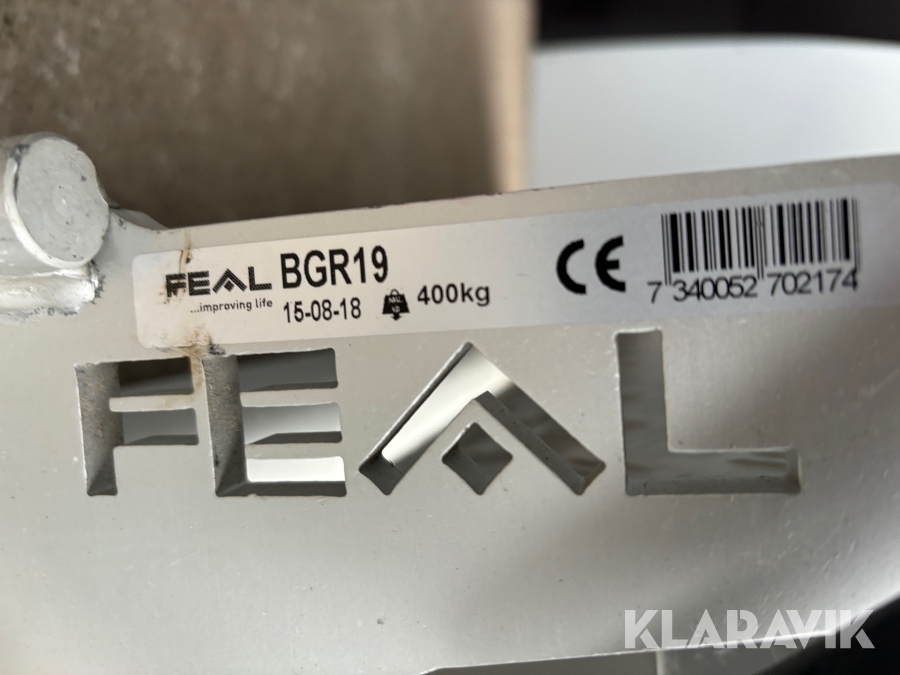 FEAL BGR19
...improving life 15-08-18 400kg
CE
7 340052 702174
FEAL
KLARAVIK